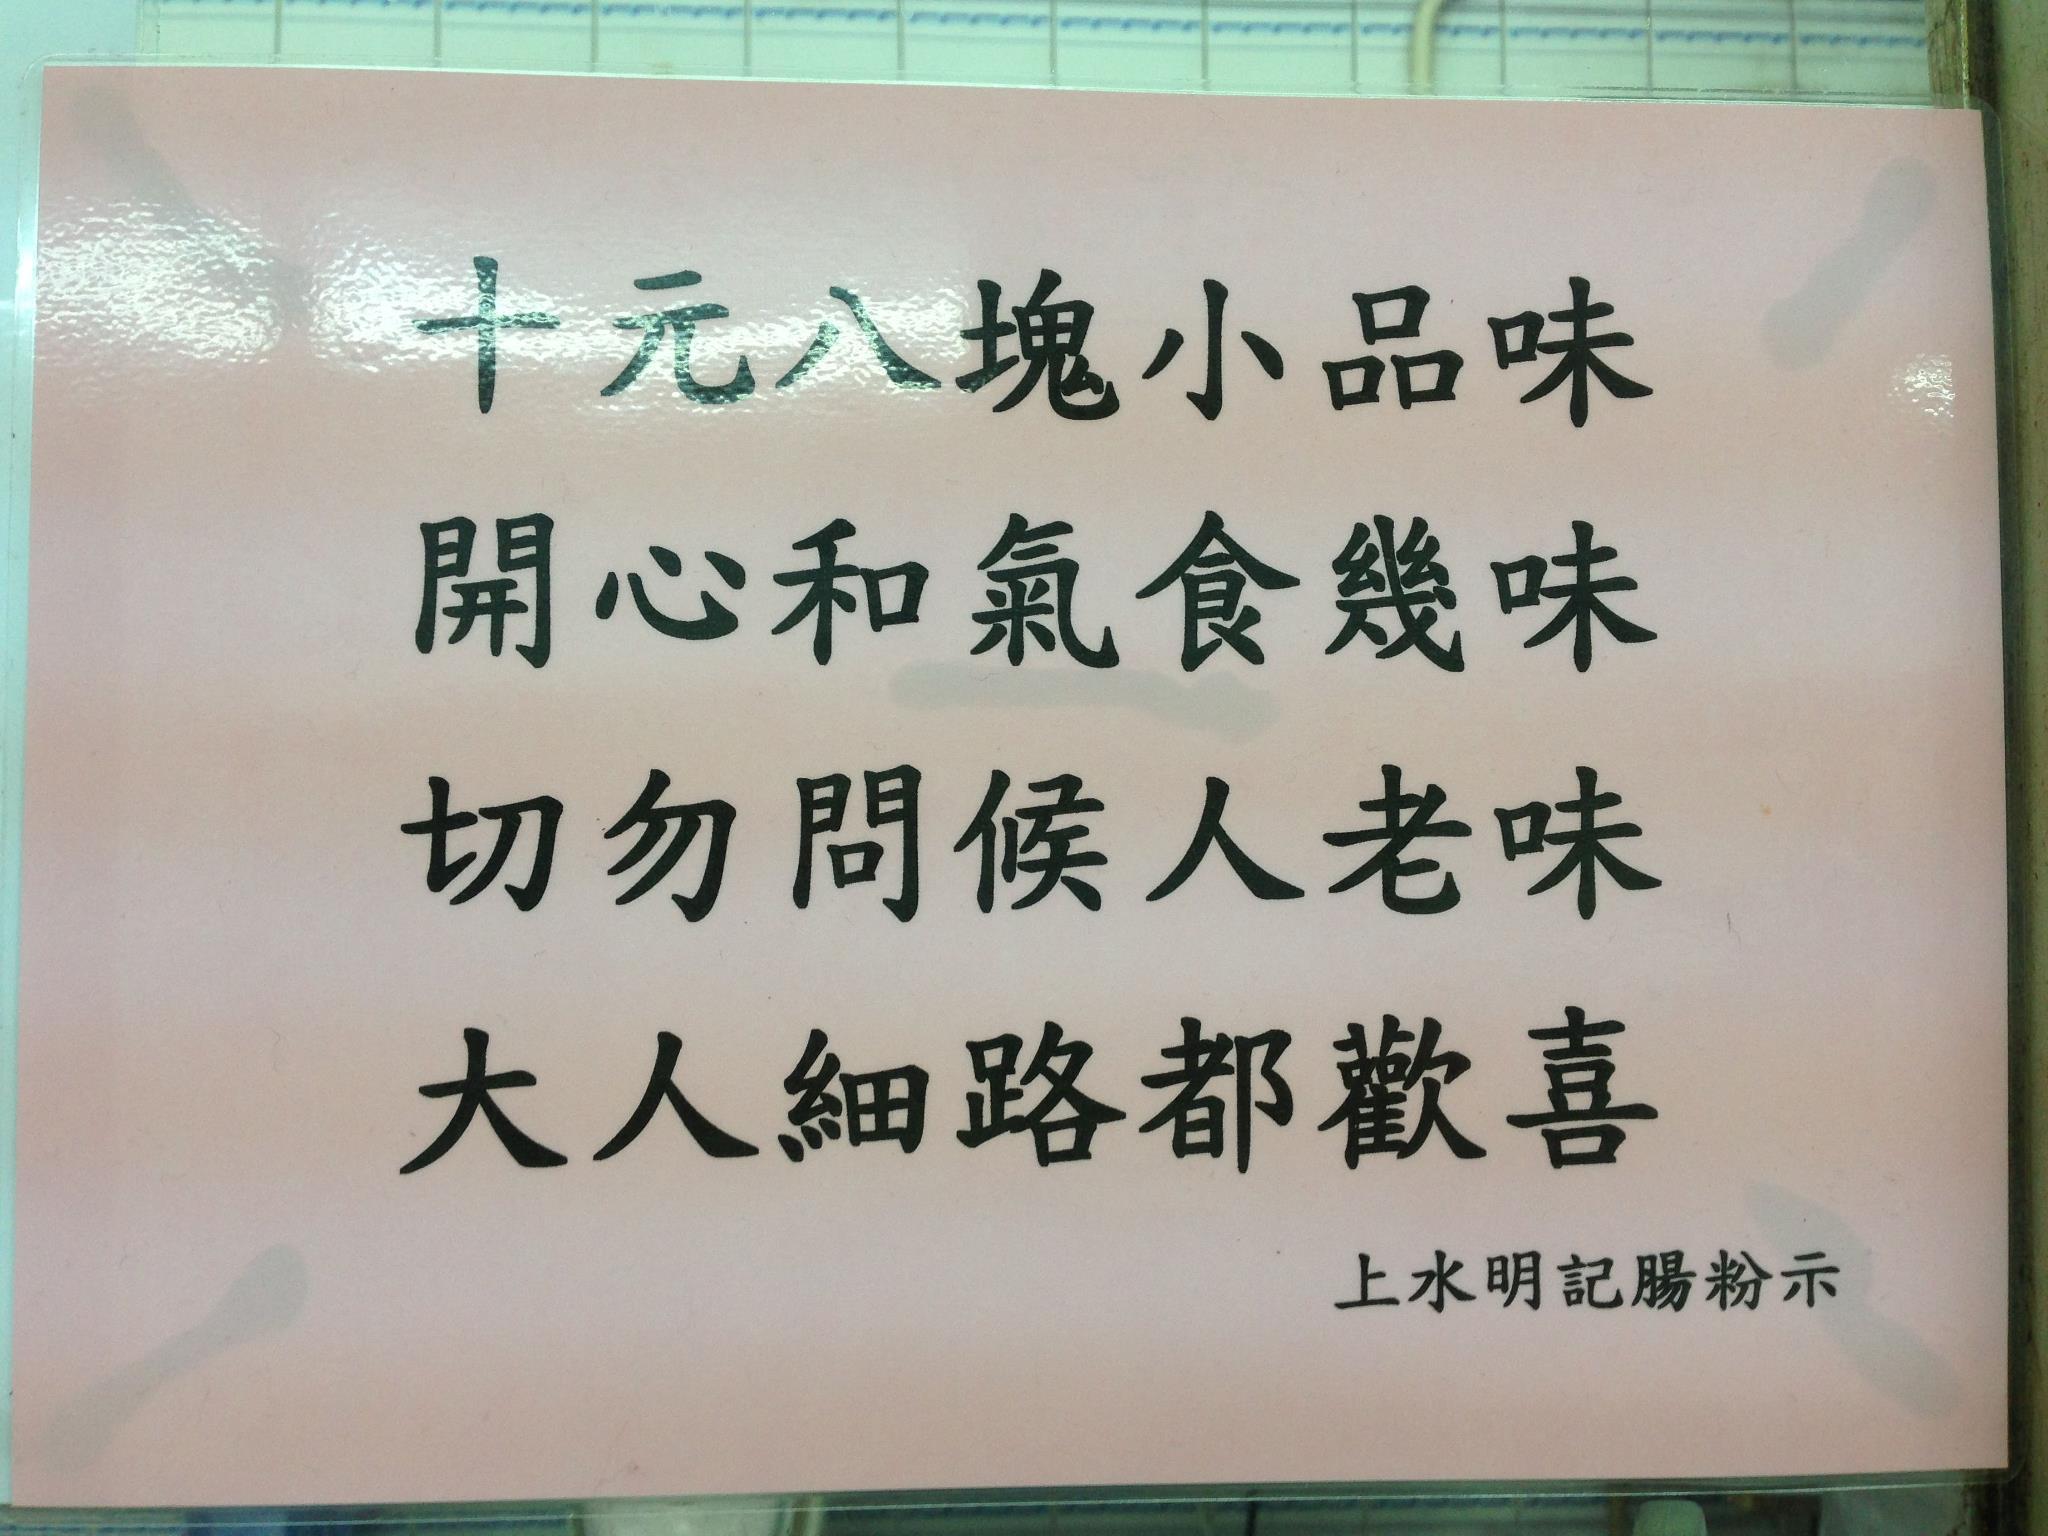 十元八塊小品味
開心和氣食幾味
切勿問候人老味
大人細路都歡喜
上水明記腸粉示